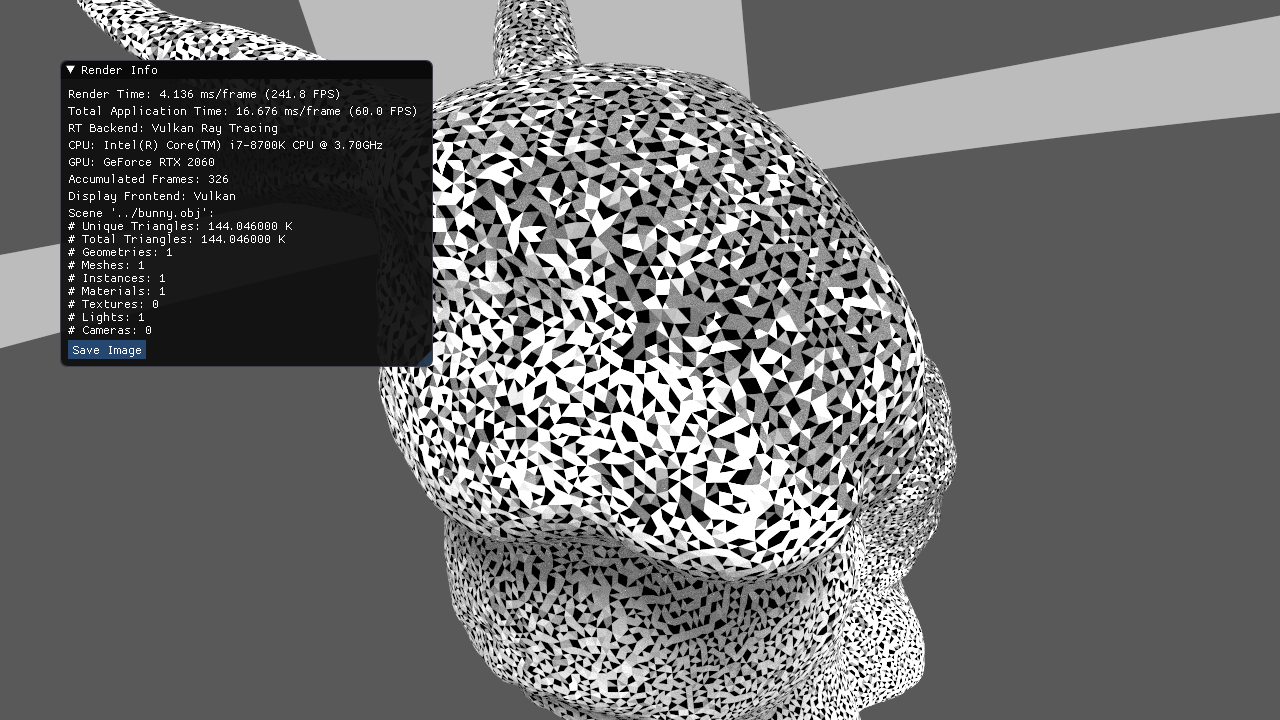 Render Info
Render Time: 4.136 ms/frame (241.8 FPS)
Total Application Time: 16.676 ms/frame (60.0 FPS)
RT Backend: Vulkan Ray Tracing
CPU: Intel(R) Core(TM) i7-8700K CPU @ 3.70GHz
GPU: GeForce RTX 2060
Accumulated Frames: 326
Display Frontend: Vulkan
Scene '../bunny.obj':
# Unique Triangles: 144.046000 K
# Total Triangles: 144.046000 K
# Geometries: 1
# Meshes: 1
# Instances: 1
# Materials: 1
# Textures: 0
# Lights: 1
# Cameras: 0
Save Image